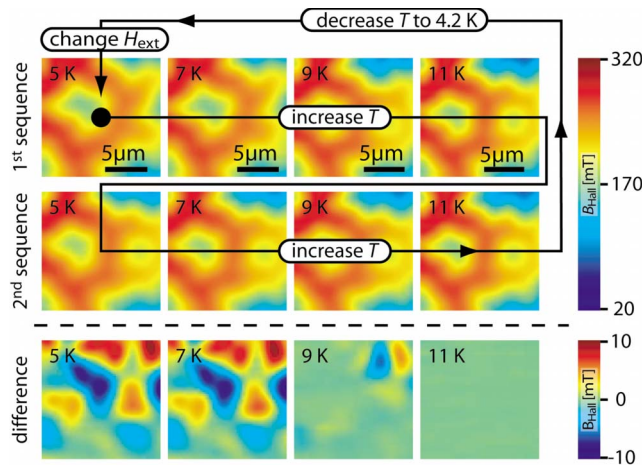 decrease T to 4.2 K
change Hext
1st sequence
5 K
7 K
9 K
11 K
increase T
5μm
5μm
5μm
5μm
2nd sequence
5 K
7 K
9 K
11 K
increase T
320
170
20
BHall [mT]
difference
5 K
7 K
9 K
11 K
10
0
-10
BHall [mT]